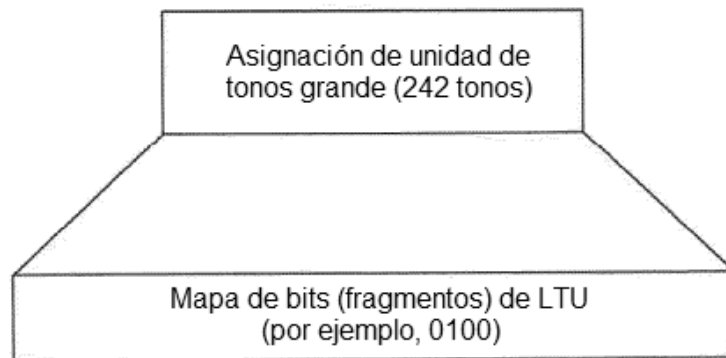 Asignación de unidad de
tonos grande (242 tonos)
Mapa de bits (fragmentos) de LTU
(por ejemplo, 0100)